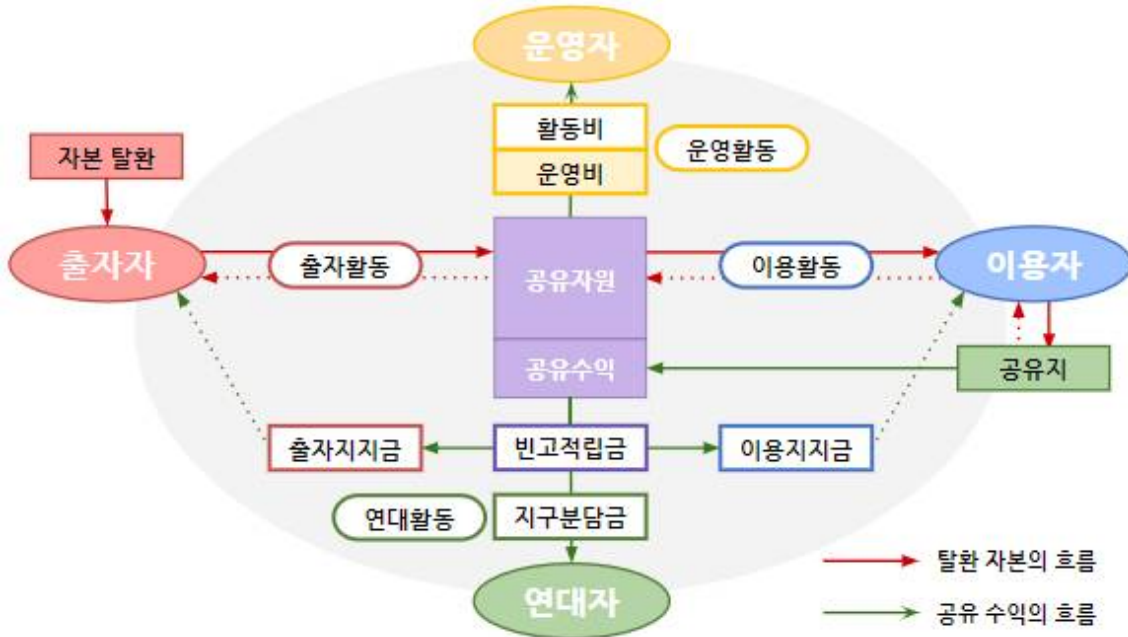 운영자
활동비
운영활동
자본 탈환
운영비
출자자
출자활동
공유자원
이용활동
이용자
공유수익
공유지
출자지지금
빈고적립금
이용지지금
연대활동
지구분담금
탈환 자본의 흐름
연대자
공유 수익의 흐름